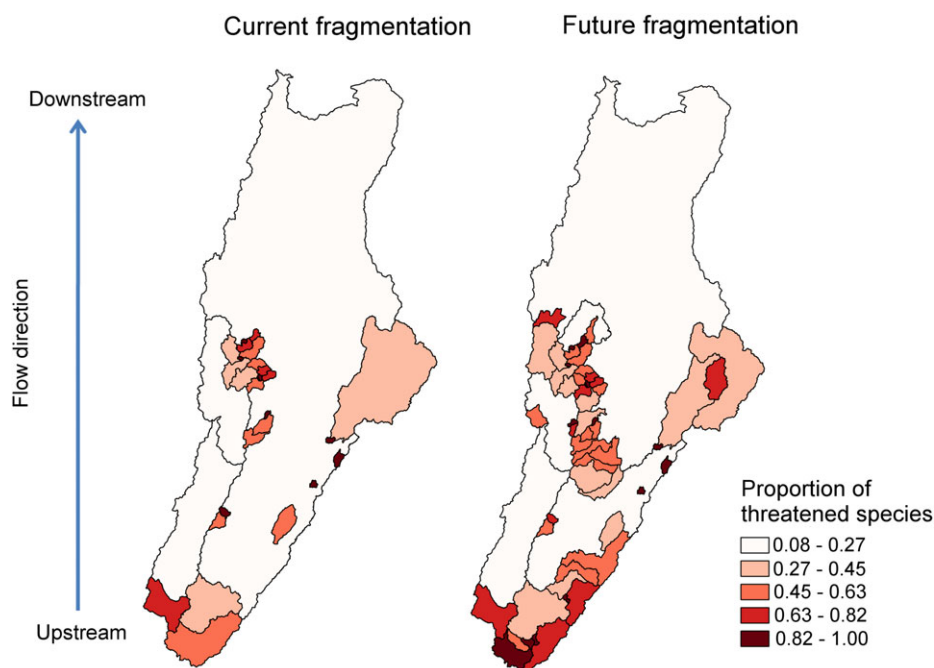 Current fragmentation
Future fragmentation
Downstream
Flow direction
Upstream
Proportion of
threatened species
0.08 - 0.27
0.27 - 0.45
0.45 - 0.63
0.63 - 0.82
0.82 - 1.00